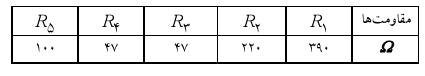 مقاومت‌ها R۱ R۲ R۳ R۴ R۵
Ω ۳۹۰ ۲۲۰ ۴۷ ۴۷ ۱۰۰